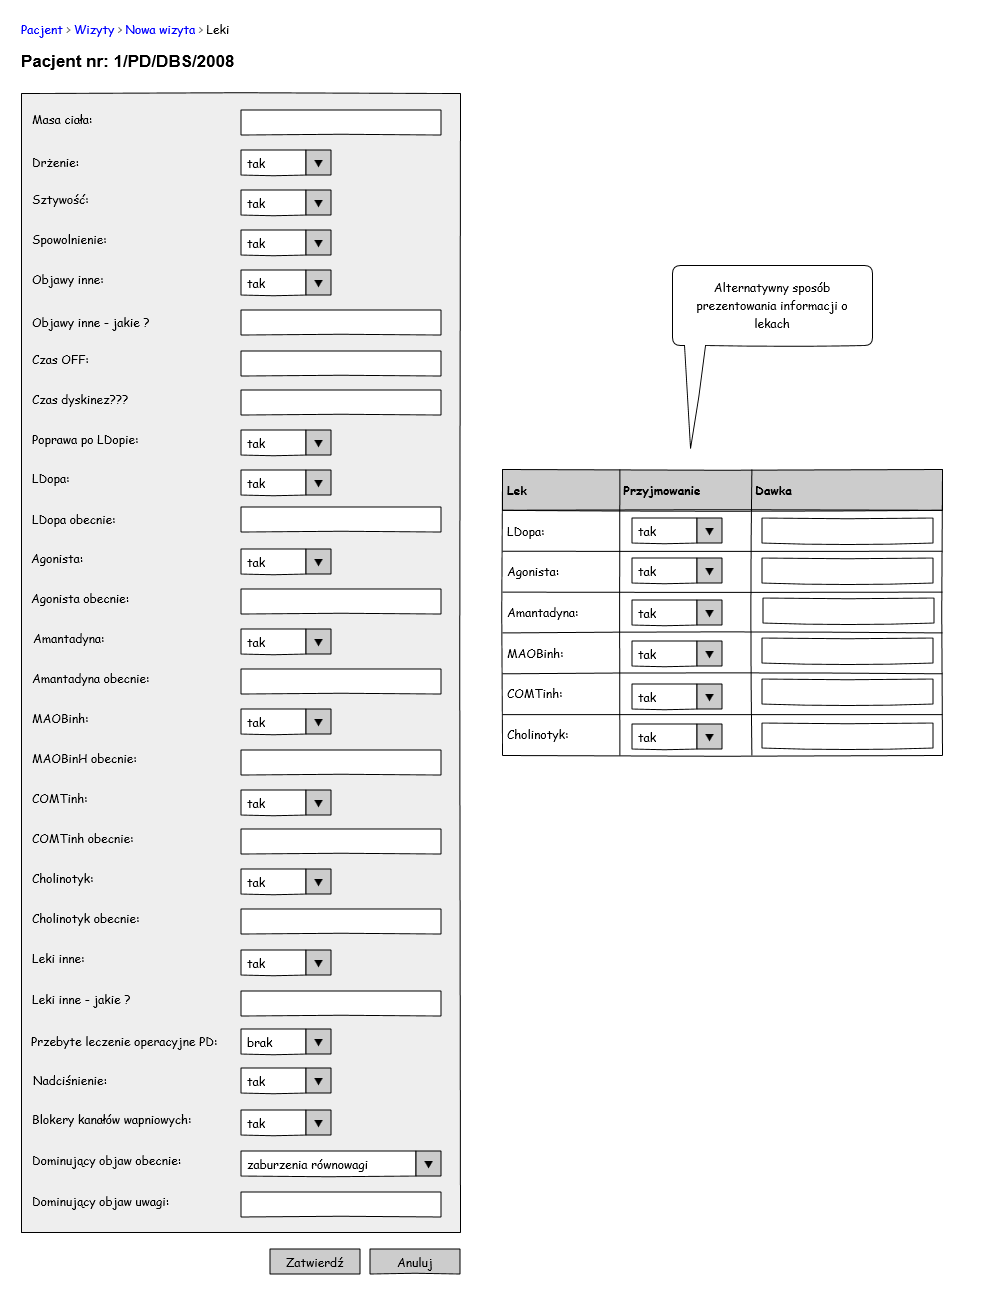 Pacjent > Wizyty > Nowa wizyta > Leki
Pacjent nr: 1/PD/DBS/2008
Masa ciała:
Drżenie: tak
Sztywość: tak
Spowolnienie: tak
Objawy inne: tak
Objawy inne - jakie ?
Czas OFF:
Czas dyskinez???
Poprawa po LDopie: tak
LDopa: tak
LDopa obecnie:
Agonista: tak
Agonista obecnie:
Amantadyna: tak
Amantadyna obecnie:
MAOBinh: tak
MAOBinH obecnie:
COMTinh: tak
COMTinh obecnie:
Cholinotyk: tak
Cholinotyk obecnie:
Leki inne: tak
Leki inne - jakie ?
Przebyte leczenie operacyjne PD: brak
Nadciśnienie: tak
Blokery kanałów wapniowych: tak
Dominujący objaw obecnie: zaburzenia równowagi
Dominujący objaw uwagi:
Zatwierdź Anuluj
Alternatywny sposób
prezentowania informacji o
lekach
Lek Przyjmowanie Dawka
LDopa: tak
Agonista: tak
Amantadyna: tak
MAOBinh: tak
COMTinh: tak
Cholinotyk: tak